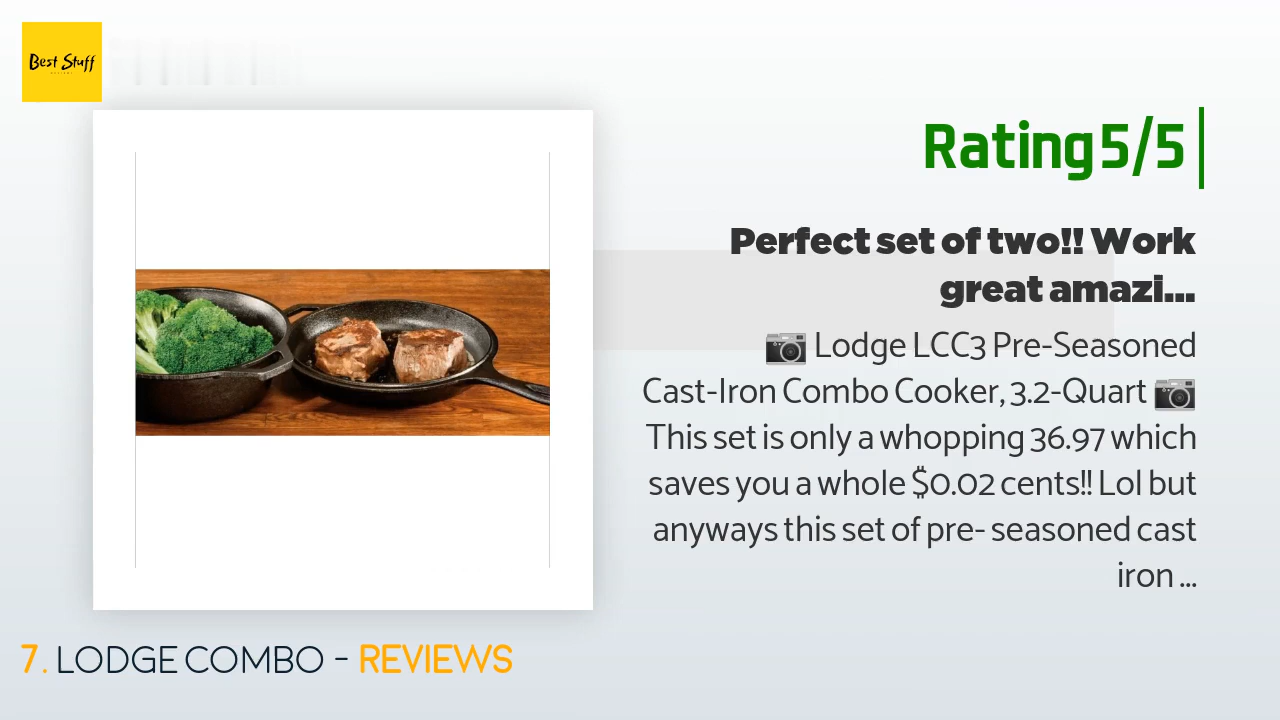 Best Stuff
Rating 5/5
Perfect set of two!! Work
great amazi...
📷 Lodge LCC3 Pre-Seasoned
Cast-Iron Combo Cooker, 3.2-Quart 📷
This set is only a whopping 36.97 which
saves you a whole $0.02 cents!! Lol but
anyways this set of pre- seasoned cast
iron ...
7. LODGE COMBO - REVIEWS